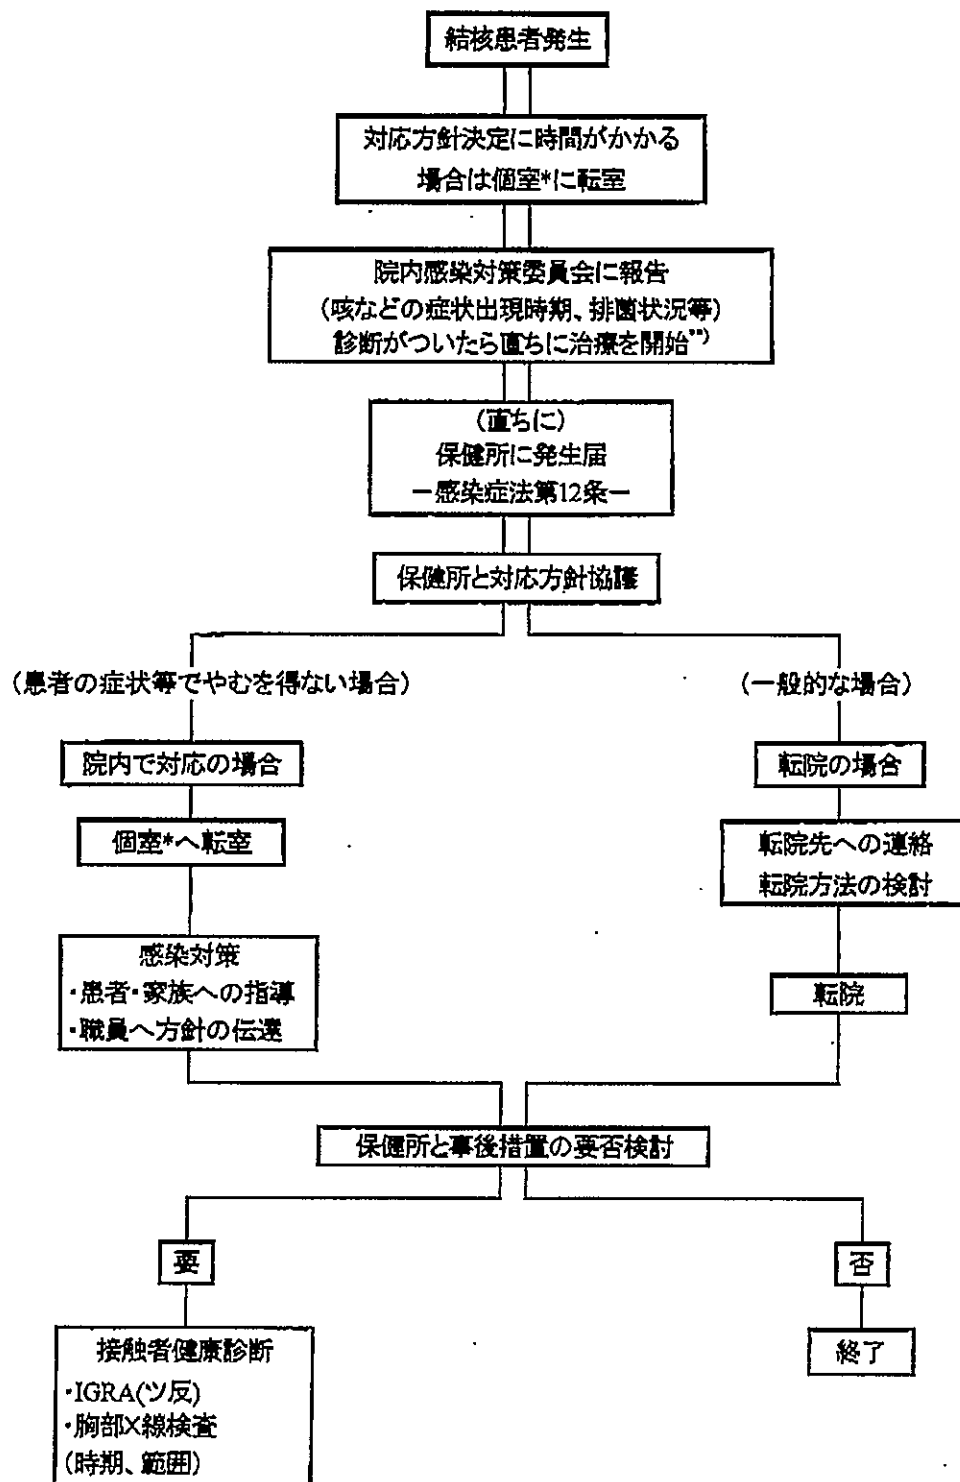 結核患者発生
対応方針決定に時間がかかる
場合は個室*に転室
院内感染対策委員会に報告
(咳などの症状出現時期、排菌状況等)
診断がついたら直ちに治療を開始**)
(直ちに)
保健所に発生届
ー感染症法第12条ー
保健所と対応方針協議
(患者の症状等でやむを得ない場合)
(一般的な場合)
院内で対応の場合
転院の場合
個室*へ転室
転院先への連絡
転院方法の検討
感染対策
・患者・家族への指導
・職員へ方針の伝達
転院
保健所と事後措置の要否検討
要
否
接触者健康診断
・IGRA(ツ反)
・胸部X線検査
(時期、範囲)
終了